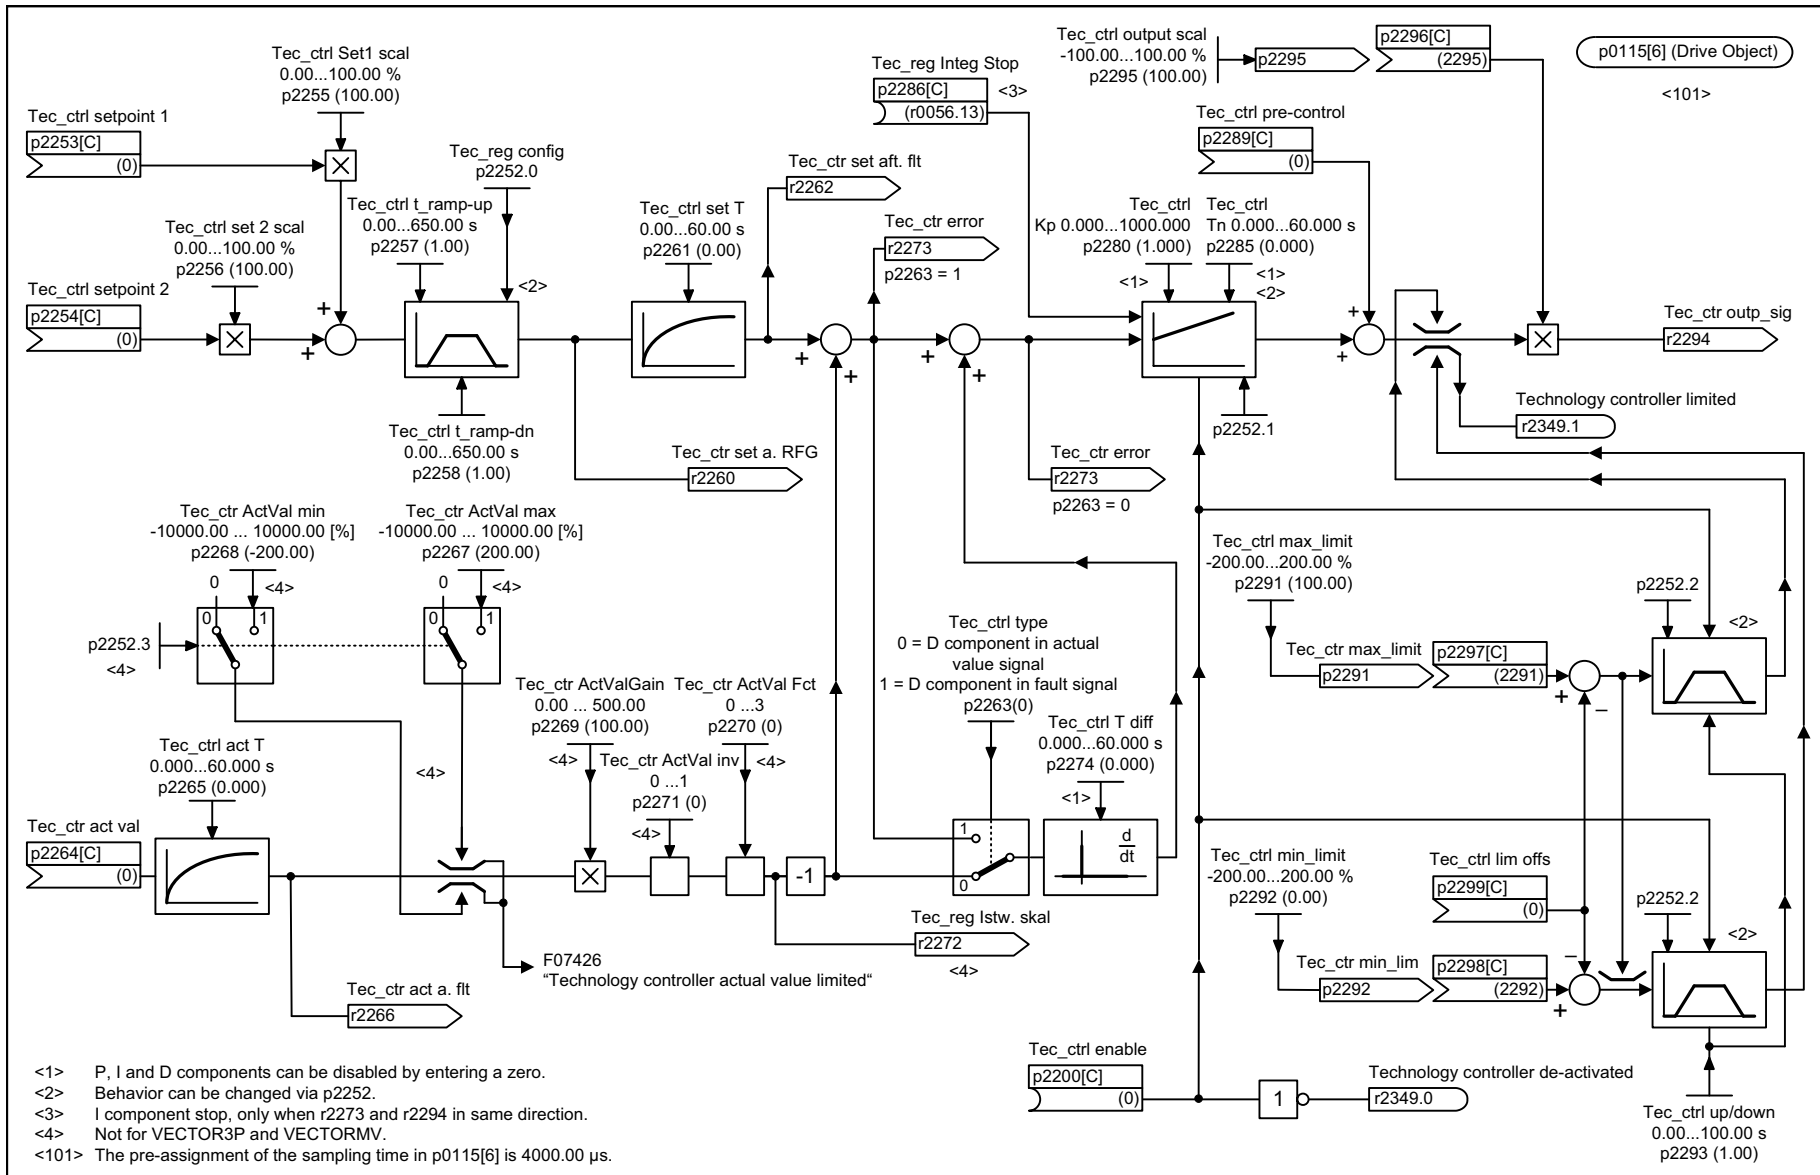 Tec_ctrl Set1 scal
0.00...100.00 %
p2255 (100.00)
Tec_ctrl setpoint 1
p2253[C]
(0)
Tec_reg config
p2252.0
Tec_ctrl set 2 scal
0.00...100.00 %
p2256 (100.00)
Tec_ctrl t_ramp-up
0.00...650.00 s
p2257 (1.00)
<2>
Tec_ctrl setpoint 2
p2254[C]
(0)
+
+
Tec_ctrl t_ramp-dn
0.00...650.00 s
p2258 (1.00)
Tec_ctrl set T
0.00...60.00 s
p2261 (0.00)
Tec_ctr set aft. flt
r2262
Tec_ctr set a. RFG
r2260
Tec_reg Integ Stop
p2286[C]
<3>
(r0056.13)
Tec_ctr error
r2273
p2263 = 1
+
+
+
+
Tec_ctr error
r2273
p2263 = 0
Tec_ctrl output scal
-100.00...100.00 %
p2295 (100.00)
p2295
p2296[C]
(2295)
p0115[6] (Drive Object)
<101>
Tec_ctrl pre-control
p2289[C]
(0)
Tec_ctrl
Kp 0.000...1000.000
p2280 (1.000)
<1>
Tec_ctrl
Tn 0.000...60.000 s
p2285 (0.000)
<1>
<2>
p2252.1
+
+
Tec_ctr outp_sig
r2294
Technology controller limited
r2349.1
Tec_ctr ActVal min
-10000.00 ... 10000.00 [%]
p2268 (-200.00)
0
<4>
0
1
Tec_ctr ActVal max
-10000.00 ... 10000.00 [%]
p2267 (200.00)
0
<4>
0
1
p2252.3
<4>
<4>
Tec_ctrl act T
0.000...60.000 s
p2265 (0.000)
Tec_ctr act val
p2264[C]
(0)
Tec_ctr act a. flt
r2266
F07426
“Technology controller actual value limited“
Tec_ctr ActValGain
0.00 ... 500.00
p2269 (100.00)
<4>
Tec_ctr ActVal Fct
0 ...3
p2270 (0)
<4>
Tec_ctr ActVal inv
0 ...1
p2271 (0)
<4>
-1
Tec_reg Istw. skal
r2272
<4>
Tec_ctrl type
0 = D component in actual
value signal
1 = D component in fault signal
p2263(0)
1
0
Tec_ctrl T diff
0.000...60.000 s
p2274 (0.000)
<1>
d
dt
Tec_ctrl max_limit
-200.00...200.00 %
p2291 (100.00)
Tec_ctr max_limit
p2291
p2297[C]
(2291)
+
–
p2252.2
<2>
Tec_ctrl min_limit
-200.00...200.00 %
p2292 (0.00)
Tec_ctrl lim offs
p2299[C]
(0)
Tec_ctr min_lim
p2292
p2298[C]
(2292)
–
+
p2252.2
<2>
Tec_ctrl enable
p2200[C]
(0)
1
Technology controller de-activated
r2349.0
Tec_ctrl up/down
0.00...100.00 s
p2293 (1.00)
<1> P, I and D components can be disabled by entering a zero.
<2> Behavior can be changed via p2252.
<3> I component stop, only when r2273 and r2294 in same direction.
<4> Not for VECTOR3P and VECTORMV.
<101> The pre-assignment of the sampling time in p0115[6] is 4000.00 µs.